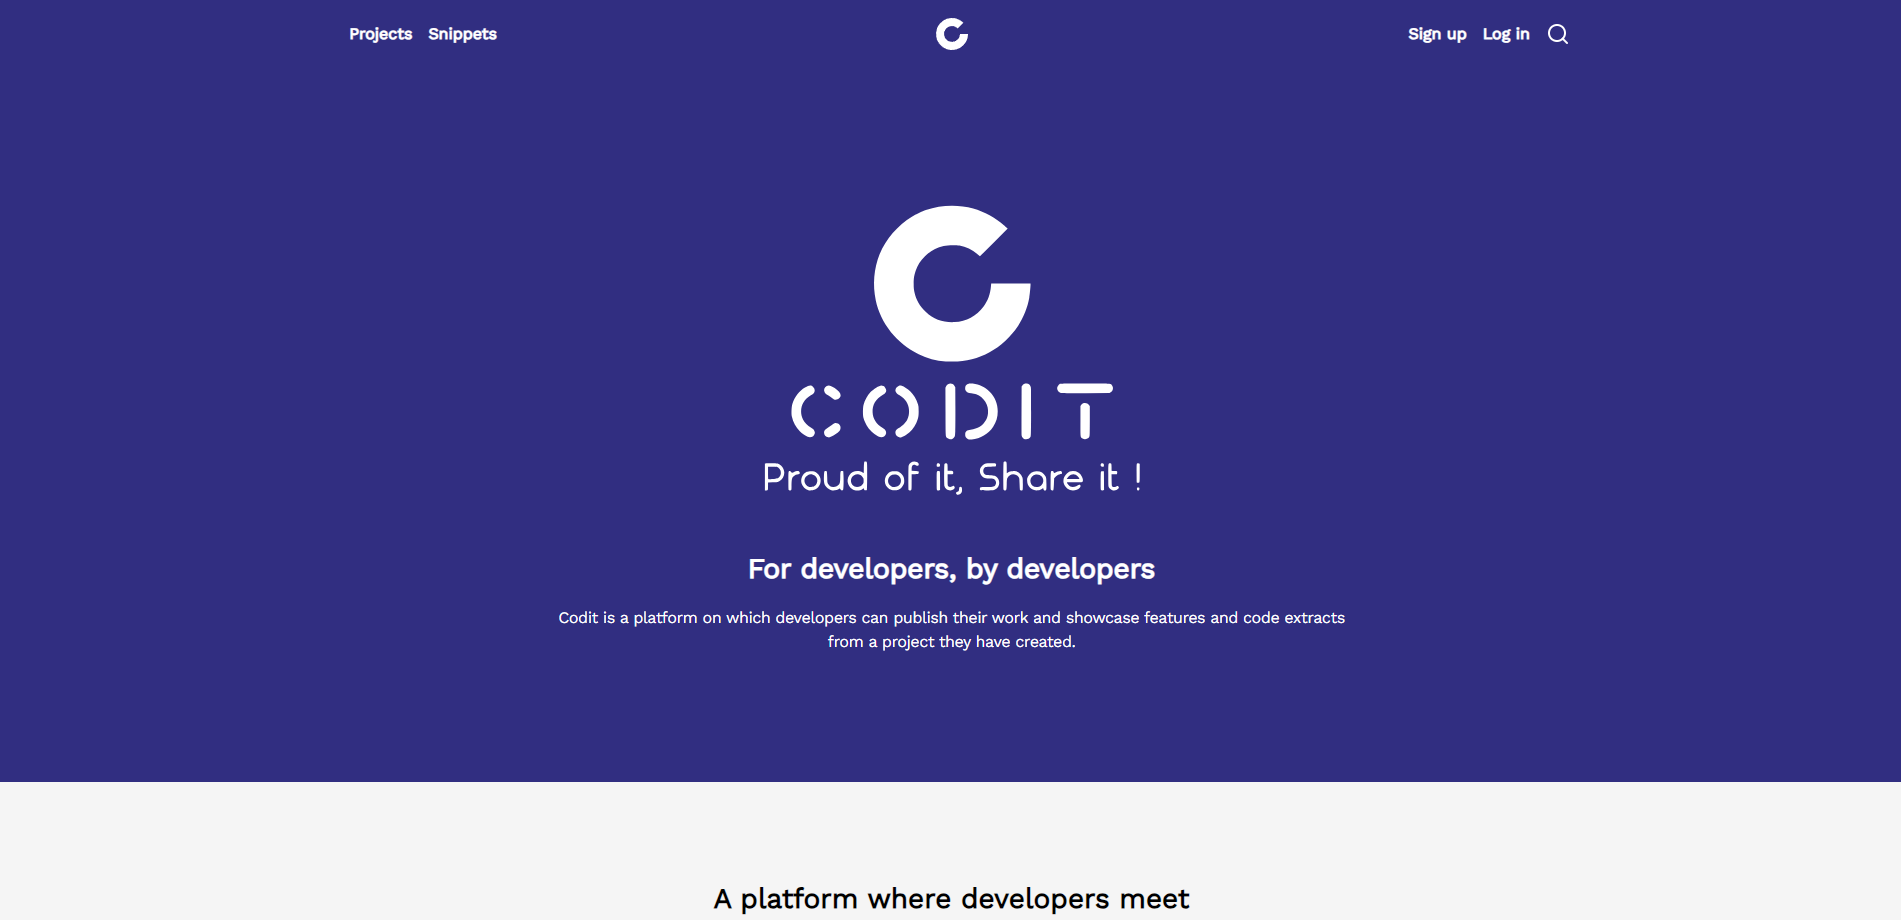 Projects Snippets Sign up Log in
CODIT
Proud of it, Share it !
For developers, by developers
Codit is a platform on which developers can publish their work and showcase features and code extracts
from a project they have created.
A platform where developers meet